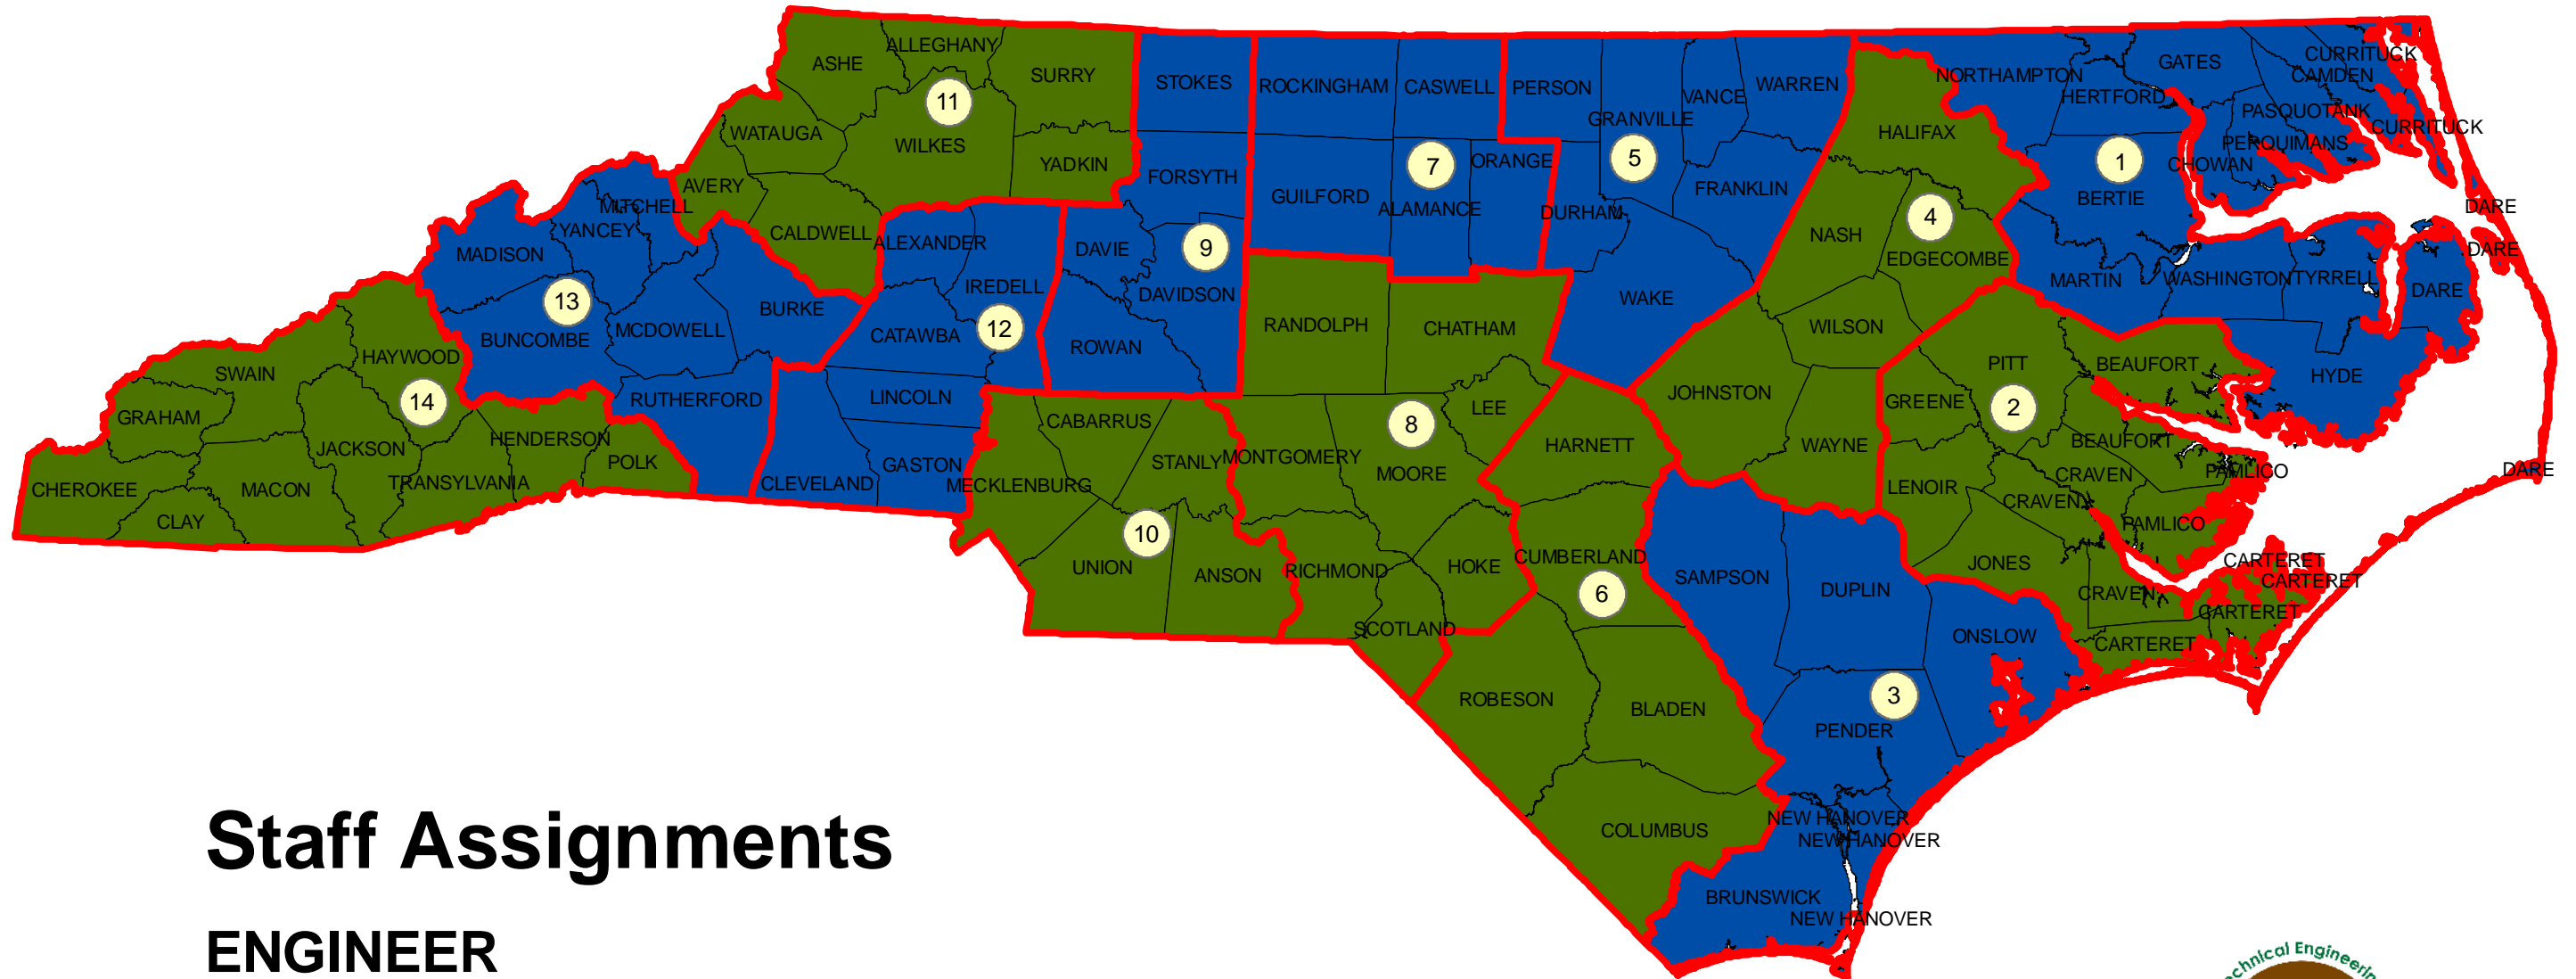 ALLEGHANY
ASHE
SURRY
11
WATAUGA
WILKES
YADKIN
AVERY
CALDWELL
STOKES
FORSYTH
9
DAVIE
DAVIDSON
ROWAN
ROCKINGHAM
CASWELL
GUILFORD
7
ALAMANCE
ORANGE
PERSON
GRANVILLE
VANCE
WARREN
5
FRANKLIN
DURHAM
WAKE
HALIFAX
NASH
4
EDGECOMBE
WILSON
JOHNSTON
WAYNE
NORTHAMPTON
HERTFORD
GATES
CURRITUCK
CAMDEN
PASQUOTANK
CURRITUCK
PERQUIMANS
CHOWAN
1
BERTIE
MARTIN
WASHINGTON
TYRRELL
DARE
DARE
DARE
HYDE
DARE
MITCHELL
YANCEY
MADISON
13
BUNCOMBE
MCDOWELL
BURKE
RUTHERFORD
ALEXANDER
IREDELL
12
CATAWBA
LINCOLN
GASTON
CLEVELAND
HAYWOOD
SWAIN
14
GRAHAM
JACKSON
HENDERSON
POLK
TRANSYLVANIA
CHEROKEE
MACON
CLAY
CABARRUS
STANLY
MECKLENBURG
10
UNION
ANSON
RANDOLPH
CHATHAM
LEE
8
MONTGOMERY
MOORE
HOKE
RICHMOND
SCOTLAND
HARNETT
CUMBERLAND
6
ROBESON
BLADEN
COLUMBUS
PITT
BEAUFORT
GREENE
2
BEAUFORT
LENOIR
CRAVEN
PAMLICO
CRAVEN
PAMLICO
JONES
CRAVEN
CARTERET
CARTERET
CARTERET
CARTERET
SAMPSON
DUPLIN
ONSLOW
3
PENDER
NEW HANOVER
NEW HANOVER
BRUNSWICK
NEW HANOVER
Staff Assignments
ENGINEER